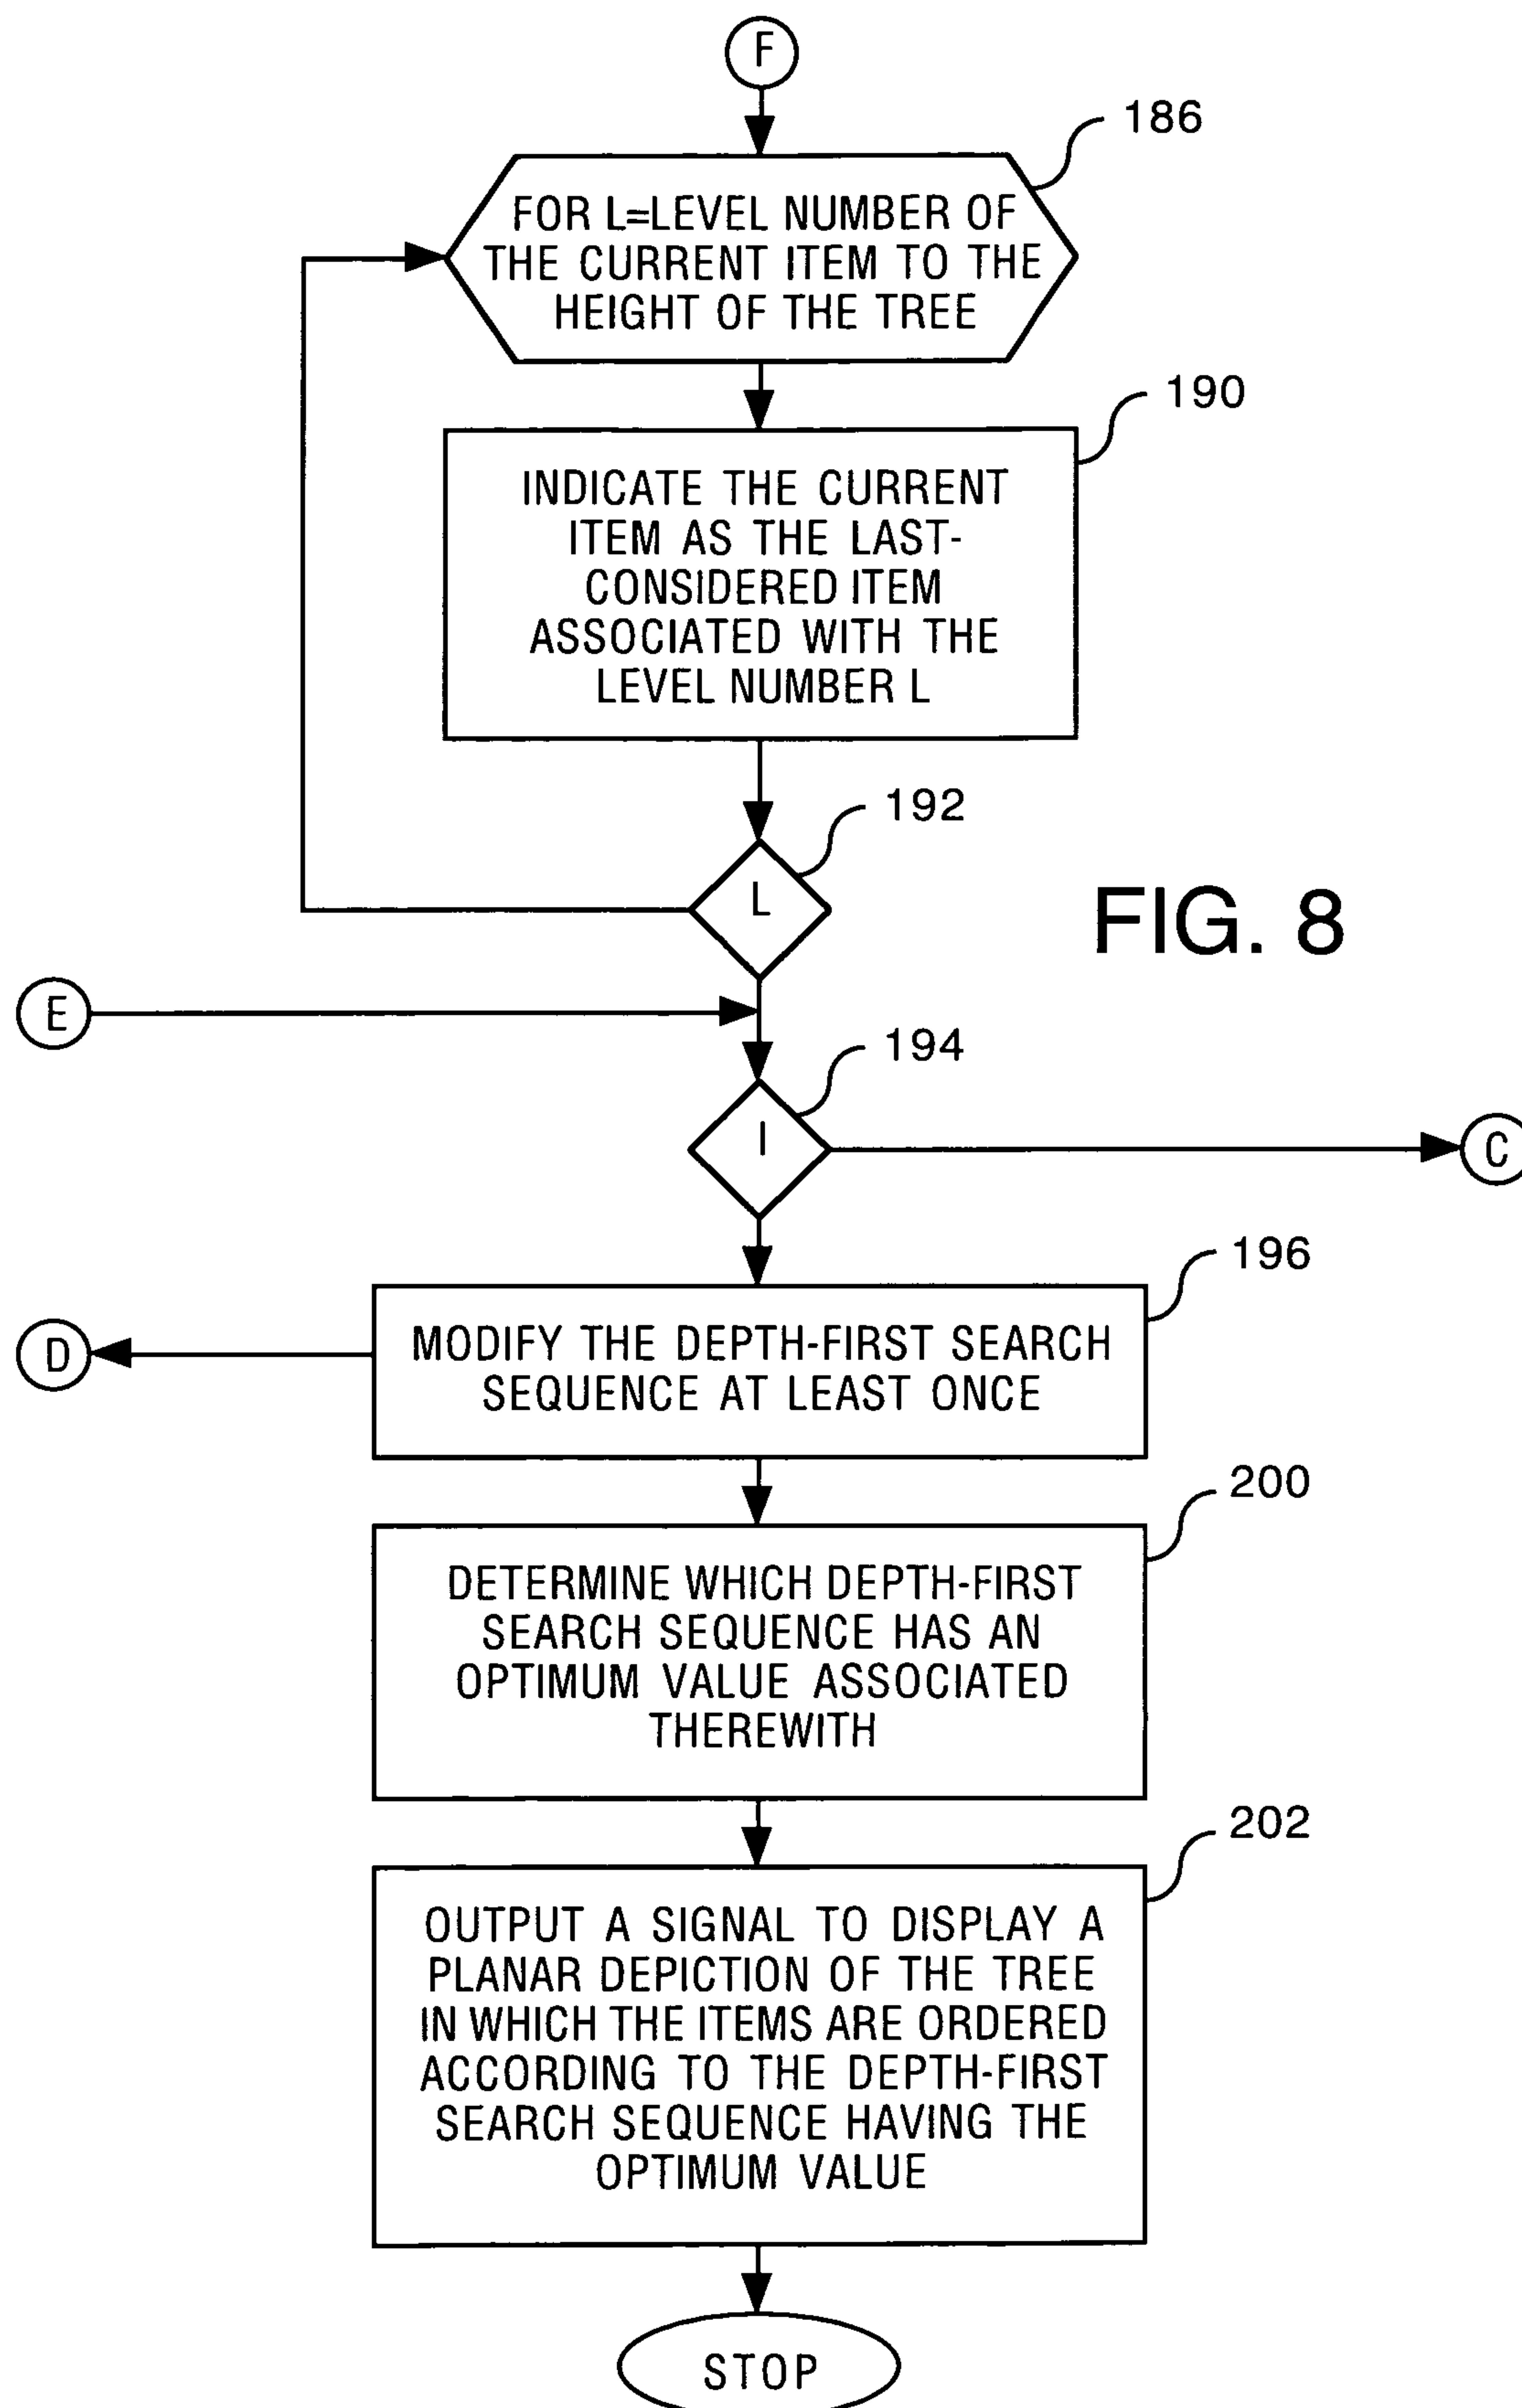 F
186
FOR L=LEVEL NUMBER OF
THE CURRENT ITEM TO THE
HEIGHT OF THE TREE
190
INDICATE THE CURRENT
ITEM AS THE LAST-
CONSIDERED ITEM
ASSOCIATED WITH THE
LEVEL NUMBER L
192
L
FIG. 8
E
194
I
C
196
MODIFY THE DEPTH-FIRST SEARCH
SEQUENCE AT LEAST ONCE
D
200
DETERMINE WHICH DEPTH-FIRST
SEARCH SEQUENCE HAS AN
OPTIMUM VALUE ASSOCIATED
THEREWITH
202
OUTPUT A SIGNAL TO DISPLAY A
PLANAR DEPICTION OF THE TREE
IN WHICH THE ITEMS ARE ORDERED
ACCORDING TO THE DEPTH-FIRST
SEARCH SEQUENCE HAVING THE
OPTIMUM VALUE
STOP